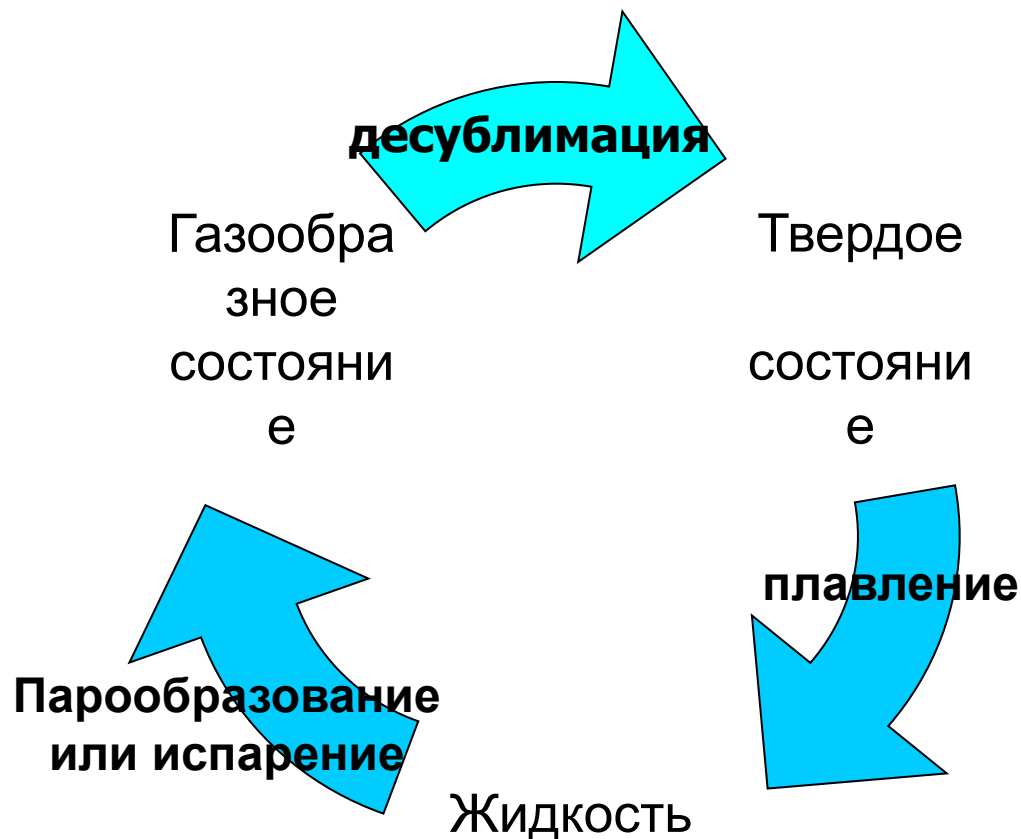 десублимация
Газообра
зное
состояни
е
Твердое
состояни
е
плавление
Парообразование
или испарение
Жидкость